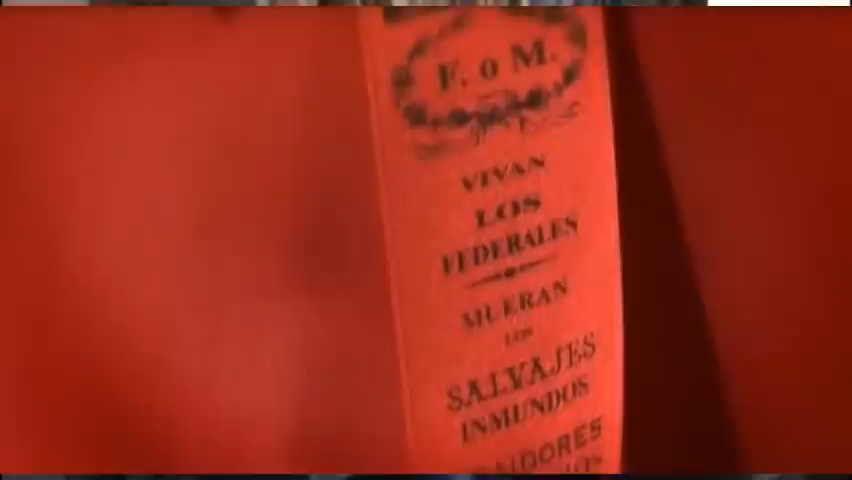 F. o M.
VIVAN
LOS
FEDERALES
MUERAN
LOS
SALVAJES
INMUNDOS